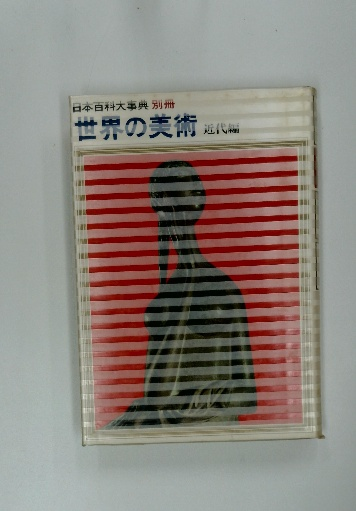 日本百科大事典 別冊
世界の美術 近代編